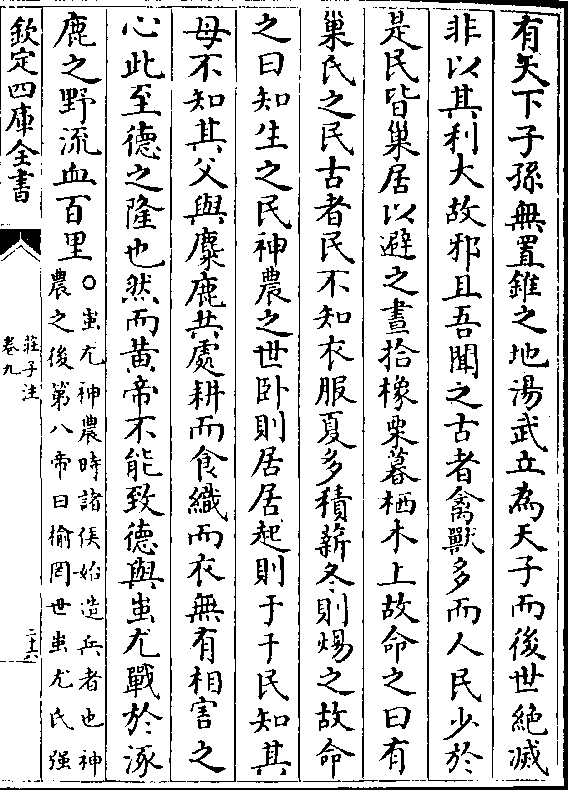 有天下子孫無置錐之地湯武立為天子而後世絶滅
非以其利大故邪且吾聞之古者禽獸多而人民少於
是民皆巢居以避之晝拾橡栗暮栖木上故命之曰有
巢氏之民古者民不知衣服夏多積薪冬則煬之故命
之曰知生之民神農之世卧則居居起則于于民知其
母不知其父與麋鹿共處耕而食織而衣無有相害之
心此至德之隆也然而黄帝不能致德與蚩尤戰於涿
鹿之野流血百里○蚩尤神農時諸侯始造兵者也神
農之後第八帝曰榆罔世蚩尤氏强
欽定四庫全書
莊子注
卷九
二十六